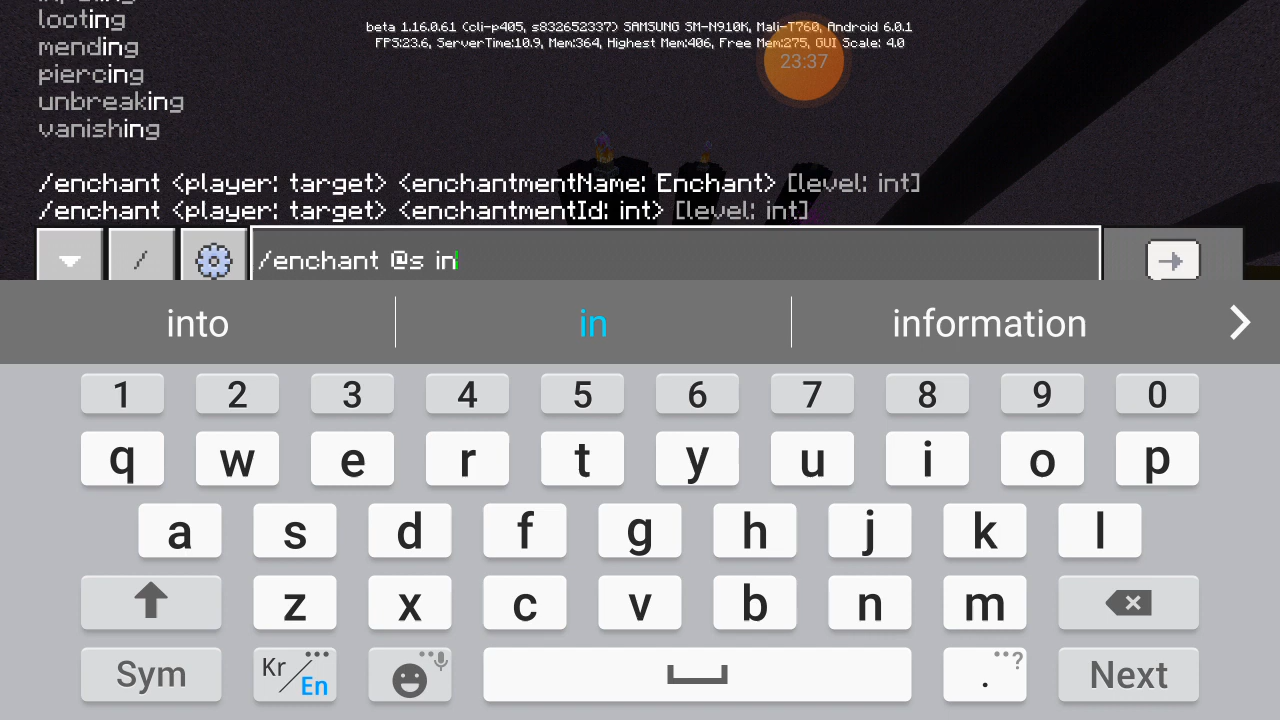 looting
mending
piercing
unbreaking
vanishing
beta 1.16.0.61 (cli-p405, s832652337) SAMSUNG SM-N910K, Mali-T760, Android 6.0.1
FPS:23.6, ServerTime:10.9, Mem:364, Highest Mem:406, Free Mem:275, GUI Scale: 4.0
23:37
/enchant <player: target> <enchantmentName: Enchant> [level: int]
/enchant <player: target> <enchantmentId: int> [level: int]
/ /enchant @s in
into in information
1 2 3 4 5 6 7 8 9 0
q w e r t y u i o p
a s d f g h j k l
z x c v b n m
Sym Kr/En . ? Next